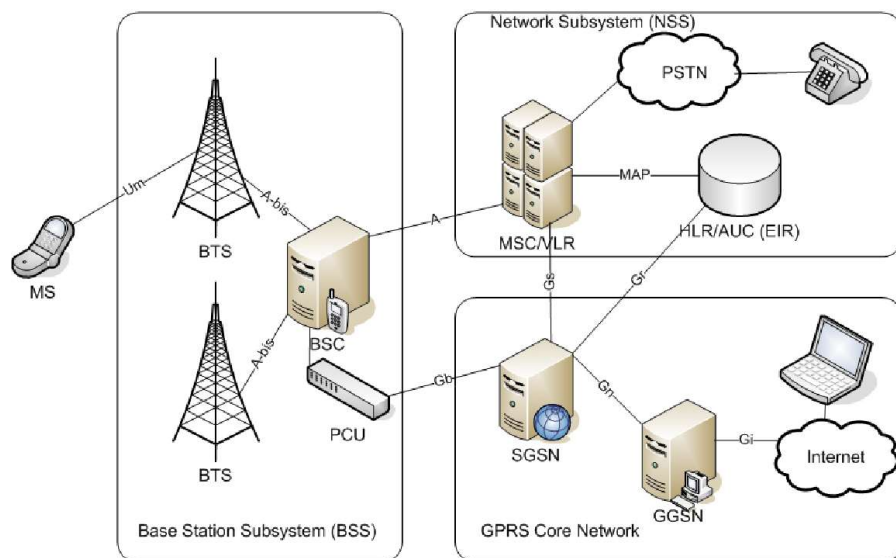 Network Subsystem (NSS)
PSTN
Um
A-bis
BTS
MS
A
MSC/VLR
MAP
HLR/AUC (EIR)
Gs
Gr
A-bis
BSC
BTS
PCU
Gb
SGSN
Gn
GGSN
Gi
Internet
Base Station Subsystem (BSS)
GPRS Core Network